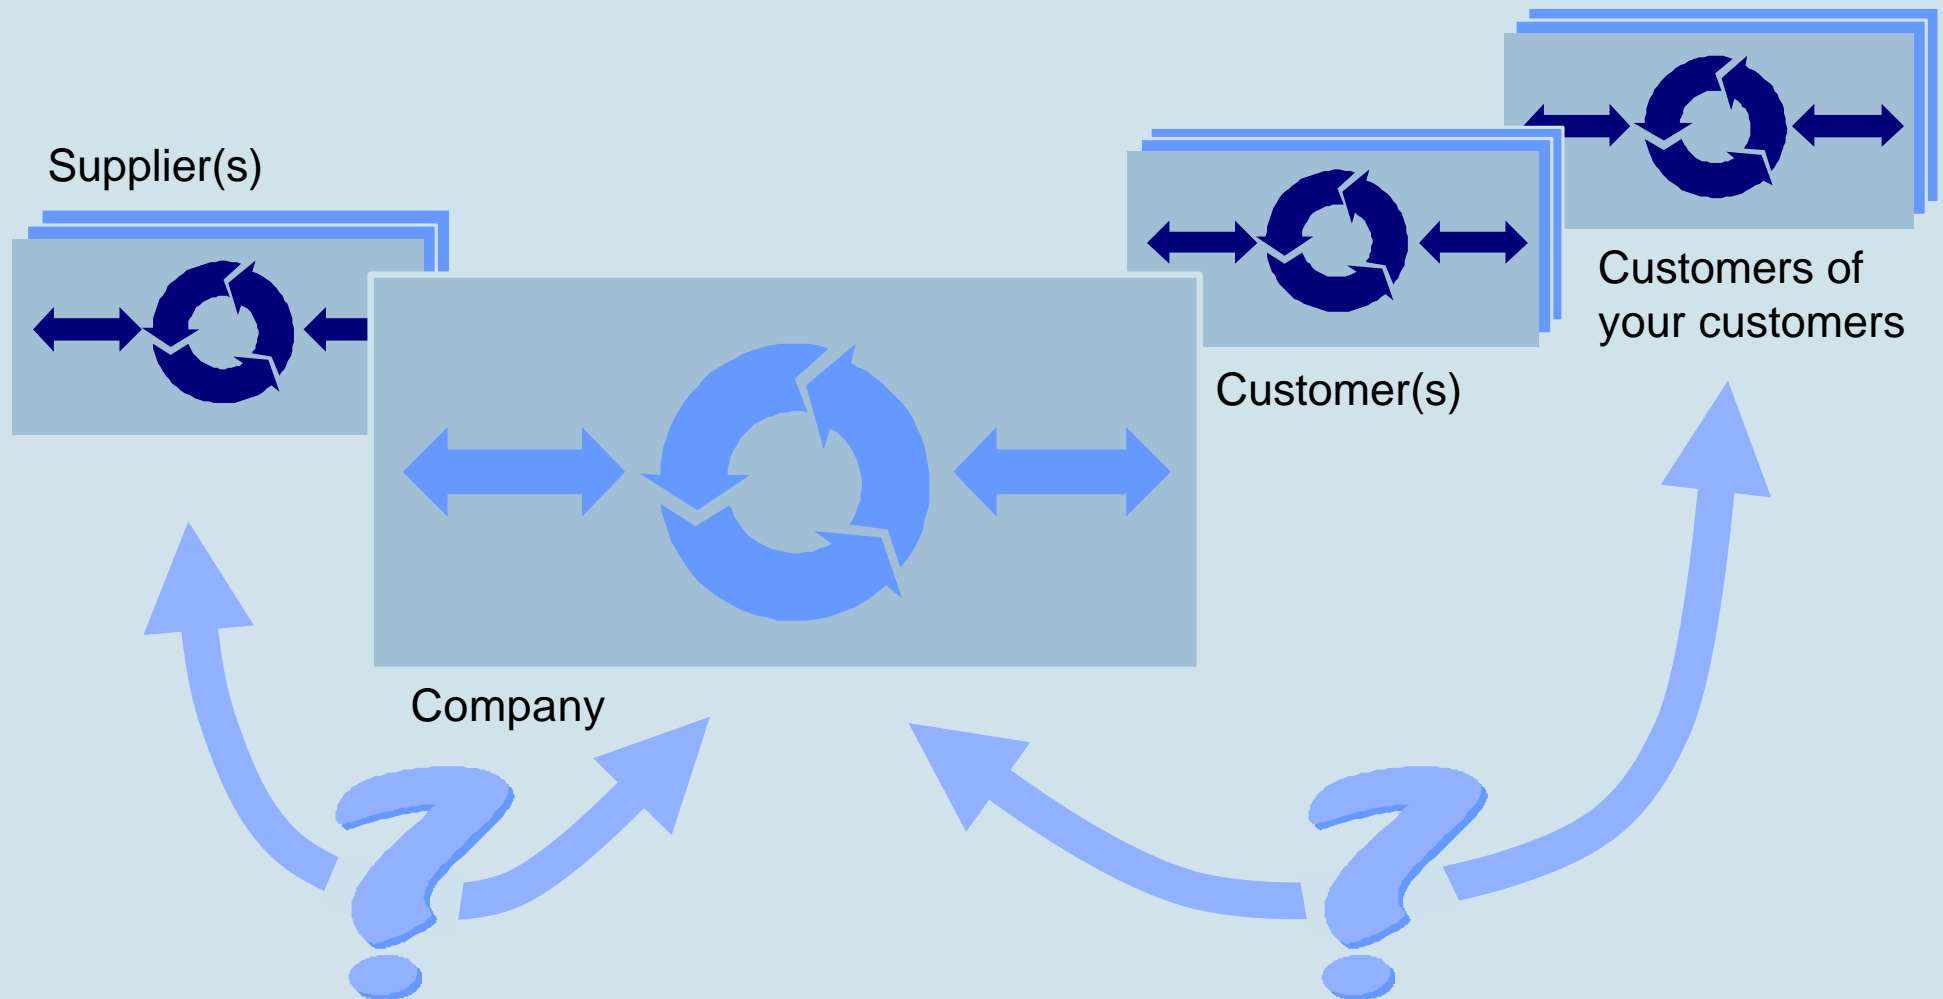 Supplier(s)
Customers of
your customers
Customer(s)
Company
?
?